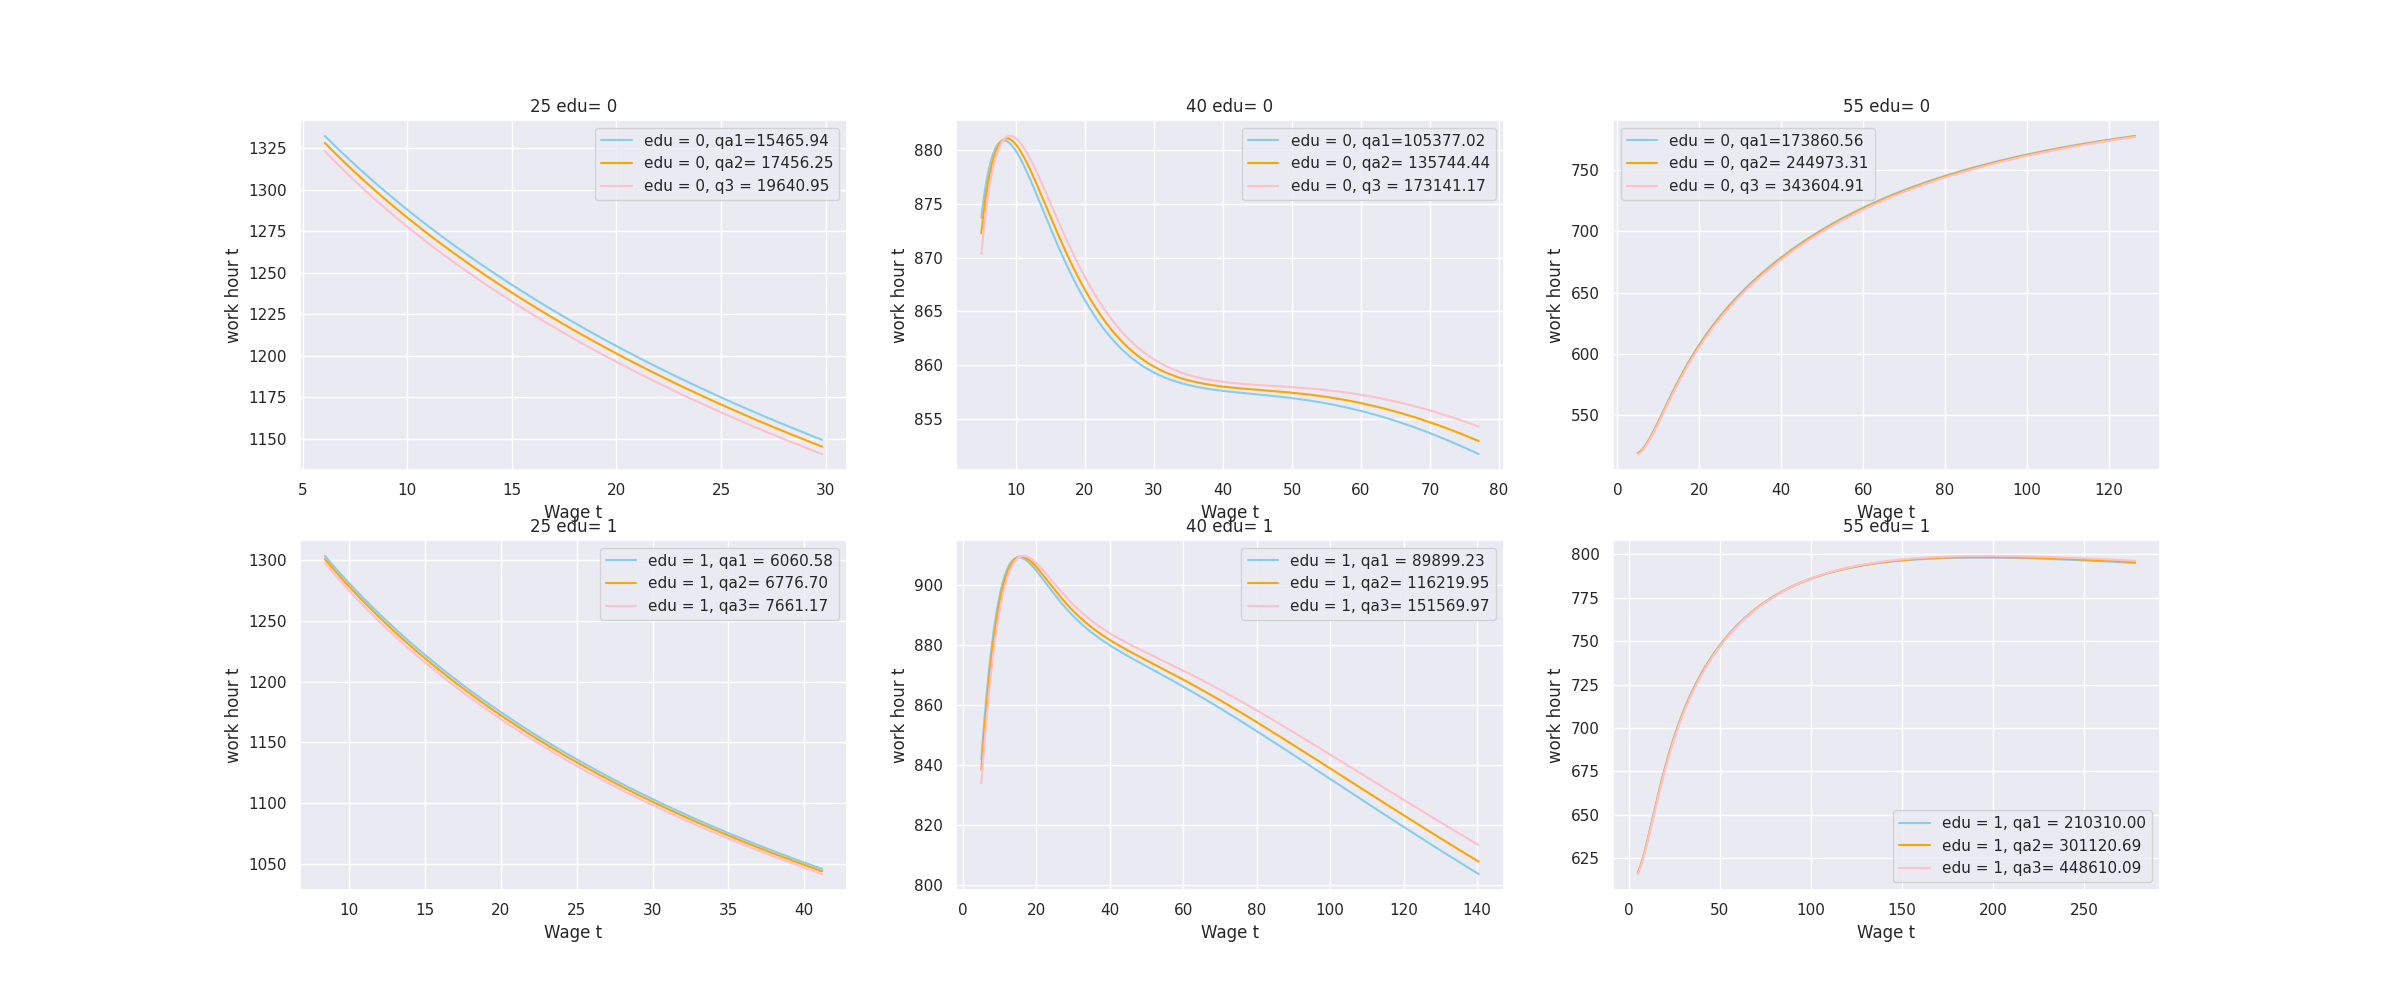 25 edu= 0
edu = 0, qa1=15465.94
edu = 0, qa2= 17456.25
edu = 0, q3 = 19640.95
1325
1300
1275
1250
1225
1200
1175
1150
work hour t
5 10 15 20 25 30
Wage t
40 edu= 0
edu = 0, qa1=105377.02
edu = 0, qa2= 135744.44
edu = 0, q3 = 173141.17
880
875
870
865
860
855
work hour t
10 20 30 40 50 60 70 80
Wage t
55 edu= 0
edu = 0, qa1=173860.56
edu = 0, qa2= 244973.31
edu = 0, q3 = 343604.91
750
700
650
600
550
work hour t
0 20 40 60 80 100 120
Wage t
25 edu= 1
edu = 1, qa1 = 6060.58
edu = 1, qa2= 6776.70
edu = 1, qa3= 7661.17
1300
1250
1200
1150
1100
1050
work hour t
10 15 20 25 30 35 40
Wage t
40 edu= 1
edu = 1, qa1 = 89899.23
edu = 1, qa2= 116219.95
edu = 1, qa3= 151569.97
900
880
860
840
820
800
work hour t
0 20 40 60 80 100 120 140
Wage t
55 edu= 1
800
775
750
725
700
675
650
625
work hour t
edu = 1, qa1 = 210310.00
edu = 1, qa2= 301120.69
edu = 1, qa3= 448610.09
0 50 100 150 200 250
Wage t